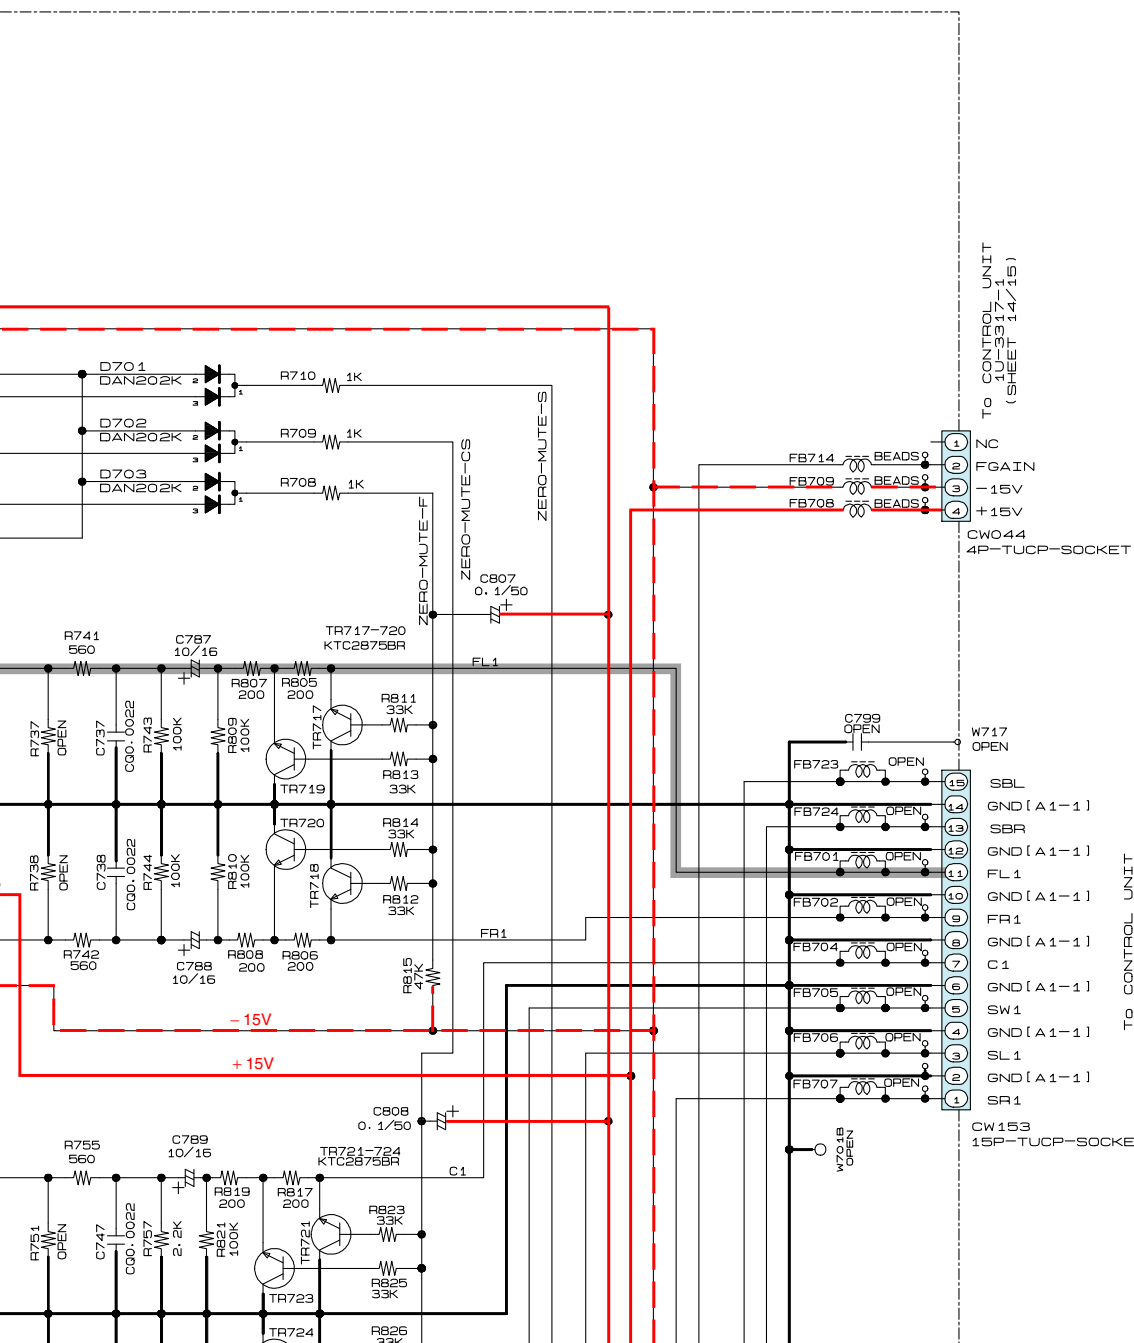 TO CONTROL UNIT
1U-3317-1
(SHEET 14/15)
D701
DAN202K
2
3
1
R710 1K
D702
DAN202K
2
3
1
R709 1K
D703
DAN202K
2
3
1
R708 1K
ZERO-MUTE-F
ZERO-MUTE-CS
ZERO-MUTE-S
FB714 BEADS
FB709 BEADS
FB708 BEADS
1 NC
2 FGAIN
3 -15V
4 +15V
CW044
4P-TUCP-SOCKET
C807
0.1/50
+
TR717-720
KTC2875BR
R741
560
C787
10/16
+
R807
200
R805
200
FL1
R737
OPEN
C737
CQ0.0022
R743
100K
R809
100K
TR717
R811
33K
TR719
R813
33K
TR720
R814
33K
R738
OPEN
C738
CQ0.0022
R744
100K
R810
100K
TR718
R812
33K
R742
560
C788
10/16
+
R808
200
R806
200
FR1
R815
47K
-15V
+15V
C799
OPEN
W717
OPEN
FB723 OPEN
15 SBL
14 GND[A1-1]
FB724 OPEN
13 SBR
12 GND[A1-1]
FB701 OPEN
11 FL1
10 GND[A1-1]
FB702 OPEN
9 FR1
8 GND[A1-1]
FB704 OPEN
7 C1
6 GND[A1-1]
FB705 OPEN
5 SW1
4 GND[A1-1]
FB706 OPEN
3 SL1
2 GND[A1-1]
FB707 OPEN
1 SR1
CW153
15P-TUCP-SOCKE
TO CONTROL UNIT
W701B
OPEN
C808
0.1/50
+
TR721-724
KTC2875BR
R755
560
C789
10/16
+
R819
200
R817
200
C1
R751
OPEN
C747
CQ0.0022
R757
2.2K
R821
100K
TR721
R823
33K
TR723
R825
33K
TR724
R826
33K